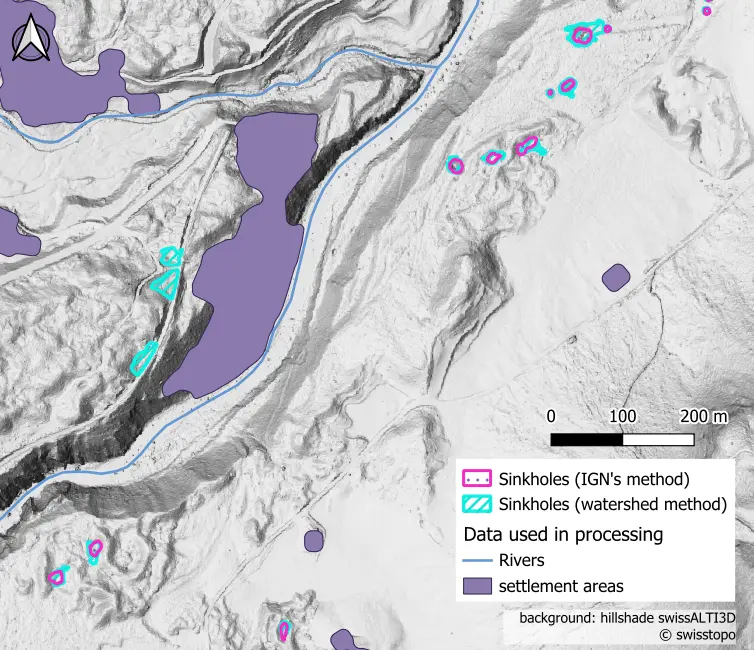 0 100 200 m
Sinkholes (IGN's method)
Sinkholes (watershed method)
Data used in processing
Rivers
settlement areas
background: hillshade swissALTI3D
© swisstopo